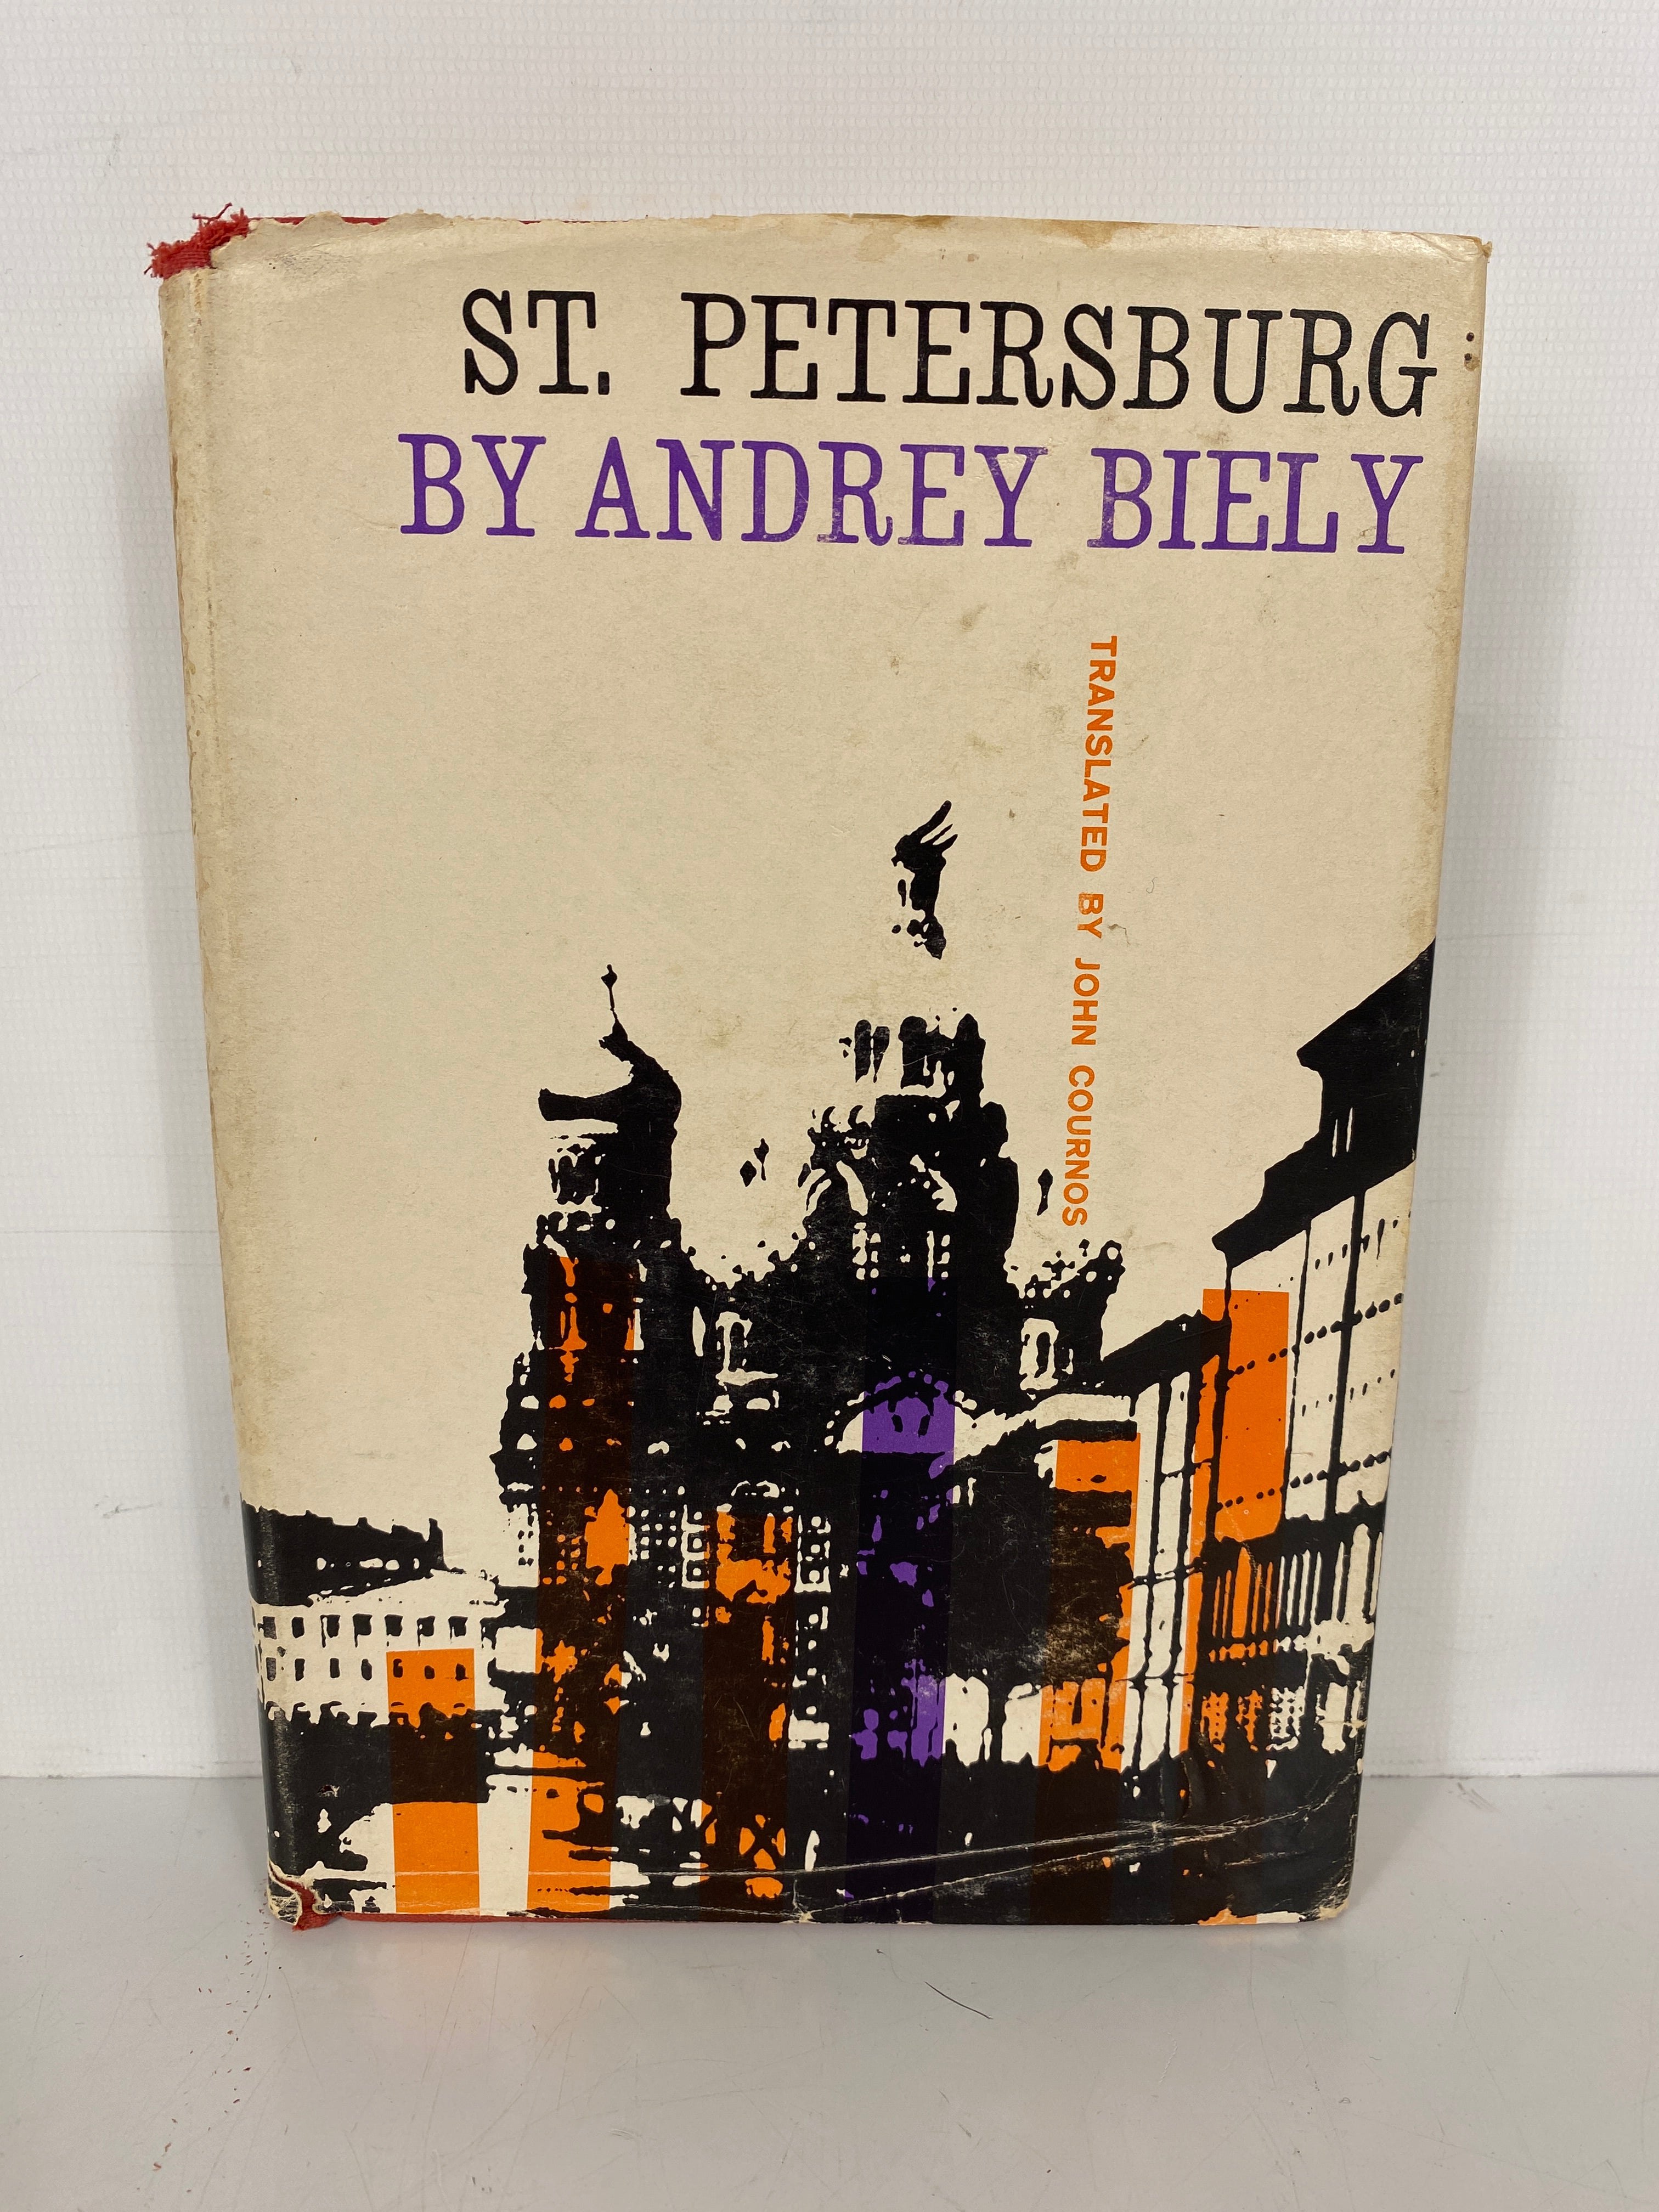 ST. PETERSBURG
BY ANDREY BIELY
TRANSLATED BY JOHN COURNOS